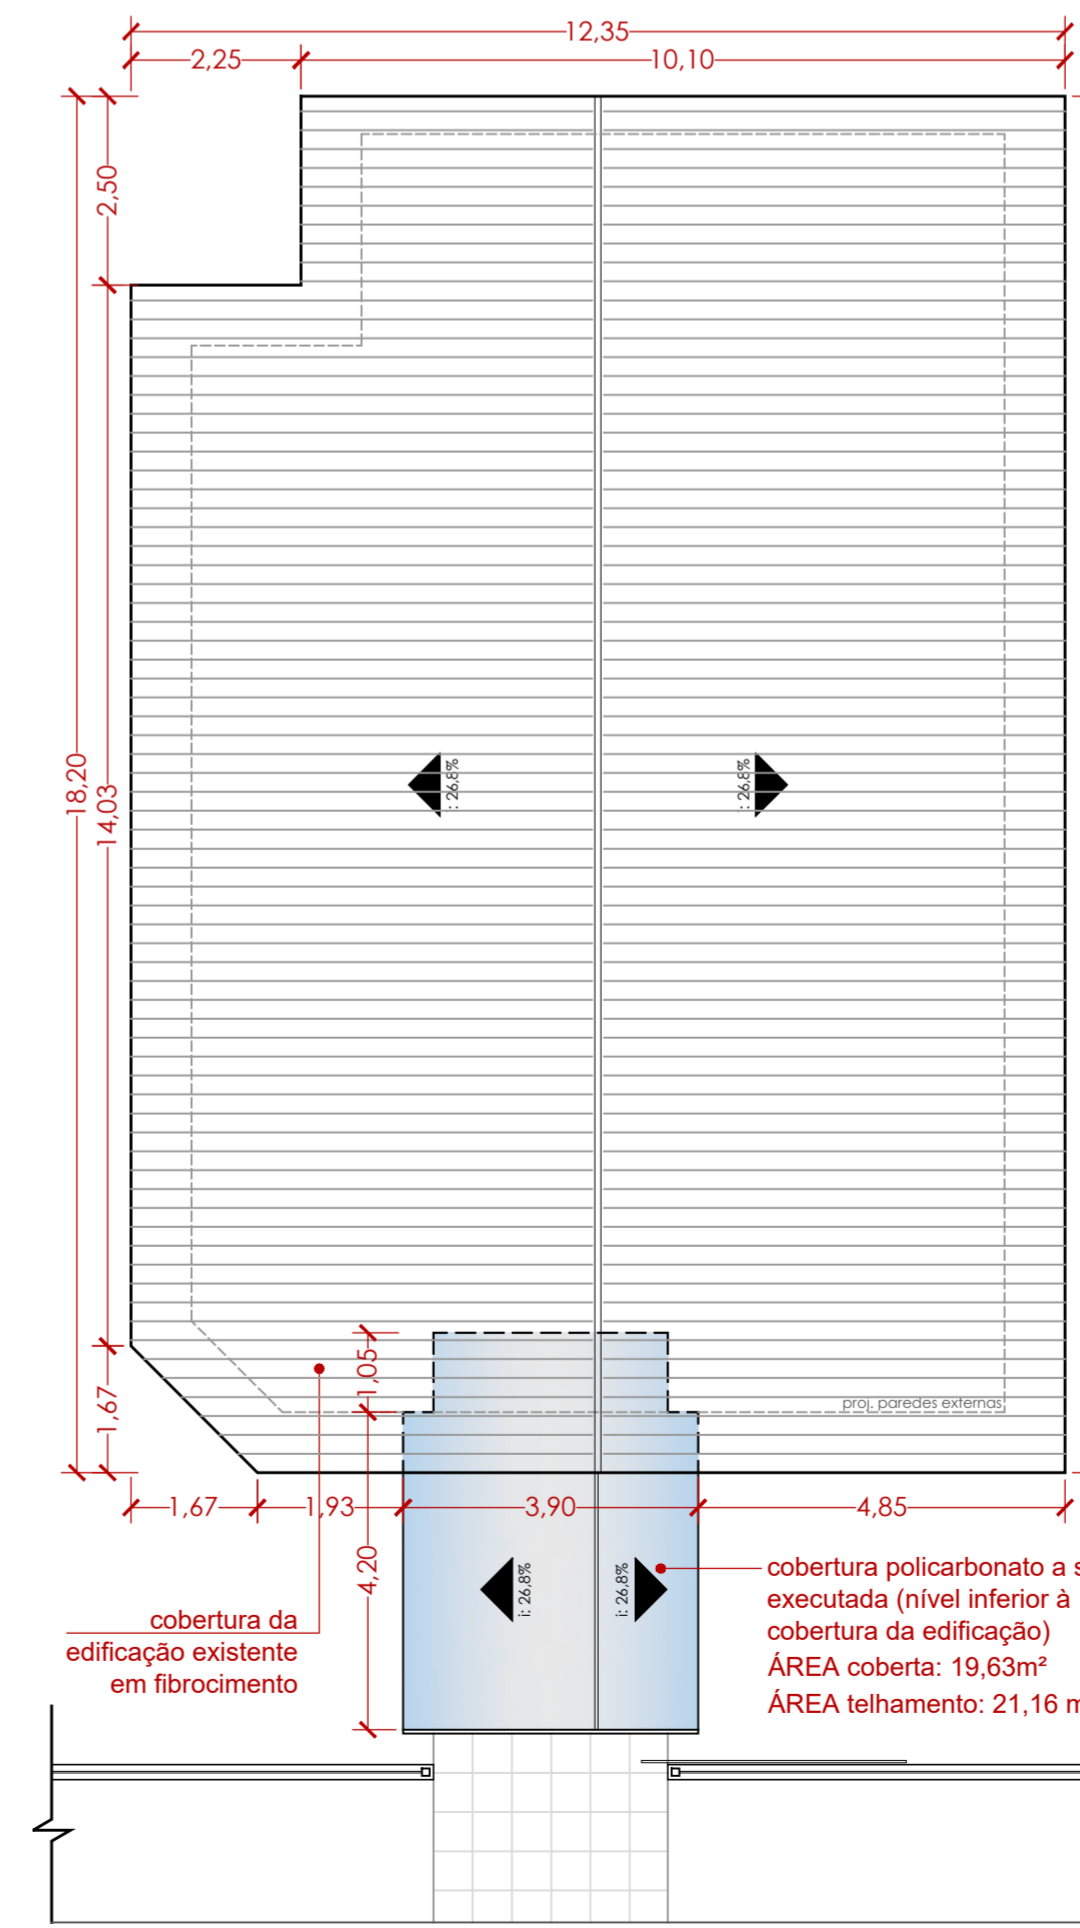 12,35
2,25
10,10
2,50
18,20
14,03
: 26,8%
: 26,8%
1,05
1,67
proj. paredes externas
1,67
1,93
3,90
4,85
4,20
i: 26,8%
i: 26,8%
cobertura policarbonato a s
executada (nível inferior à
cobertura da edificação)
ÁREA coberta: 19,63m²
ÁREA telhamento: 21,16 m
cobertura da
edificação existente
em fibrocimento